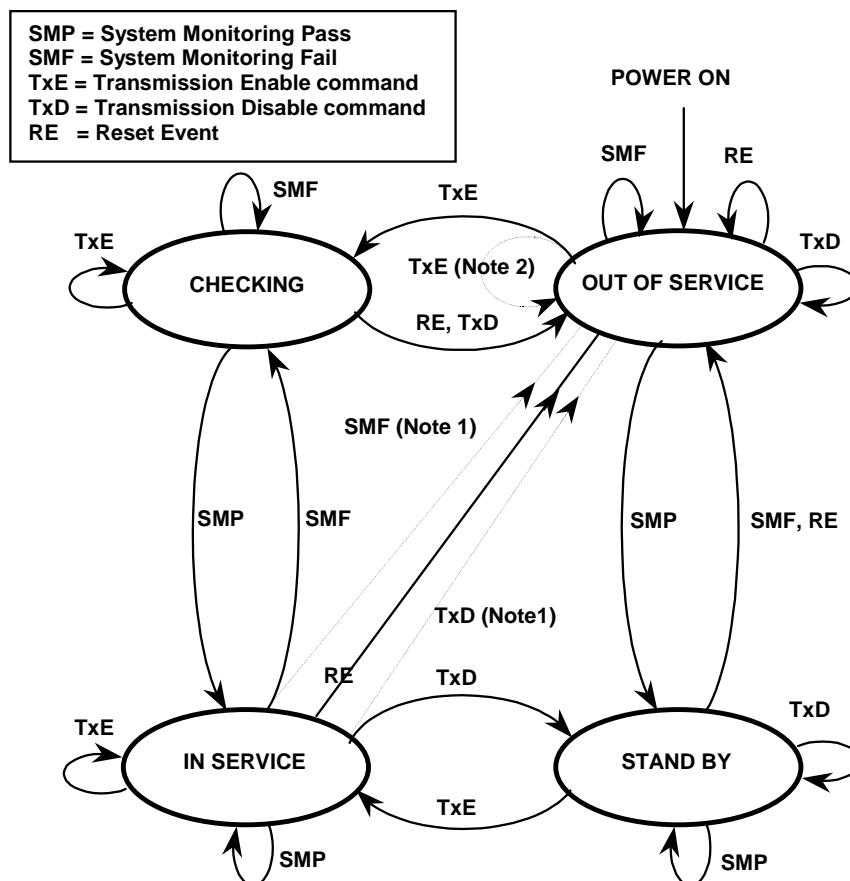 SMP = System Monitoring Pass
SMF = System Monitoring Fail
TxE = Transmission Enable command
TxD = Transmission Disable command
RE = Reset Event
POWER ON
SMF
SMF
RE
TxE
TxE
TxD
CHECKING
TxE (Note 2)
OUT OF SERVICE
RE, TxD
SMF (Note 1)
SMP
SMF
SMP
SMF, RE
TxD (Note1)
RE
TxD
TxE
TxD
IN SERVICE
STAND BY
TxE
SMP
SMP